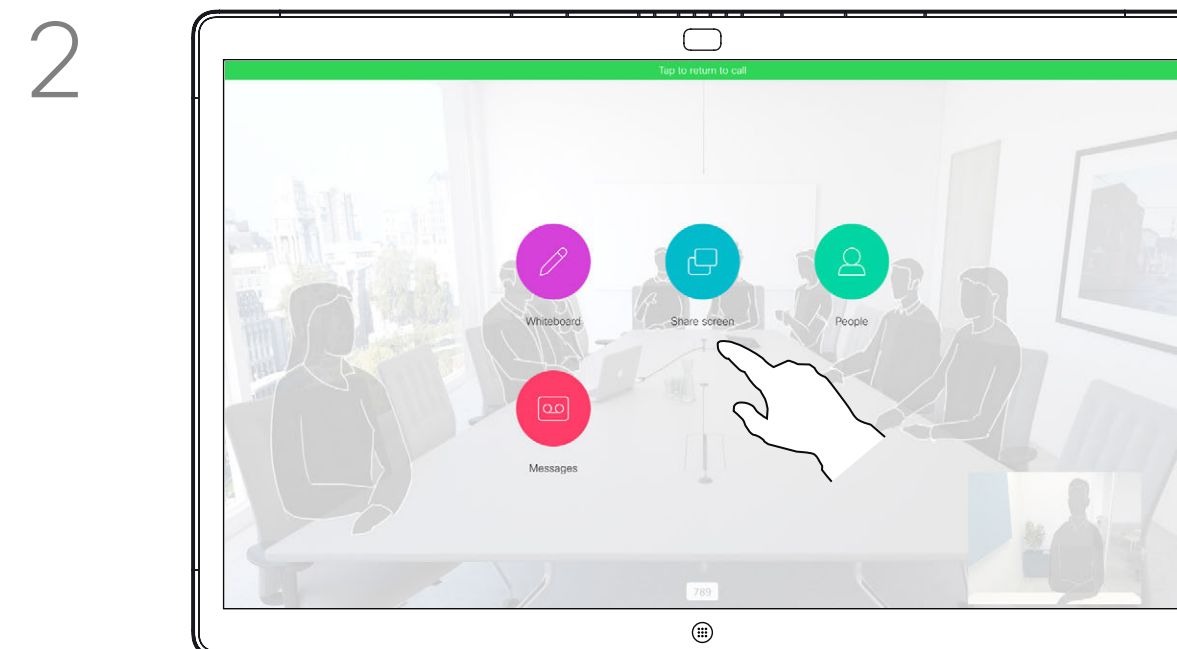 2
Tap to return to call
Whiteboard
Share screen
People
Messages
789